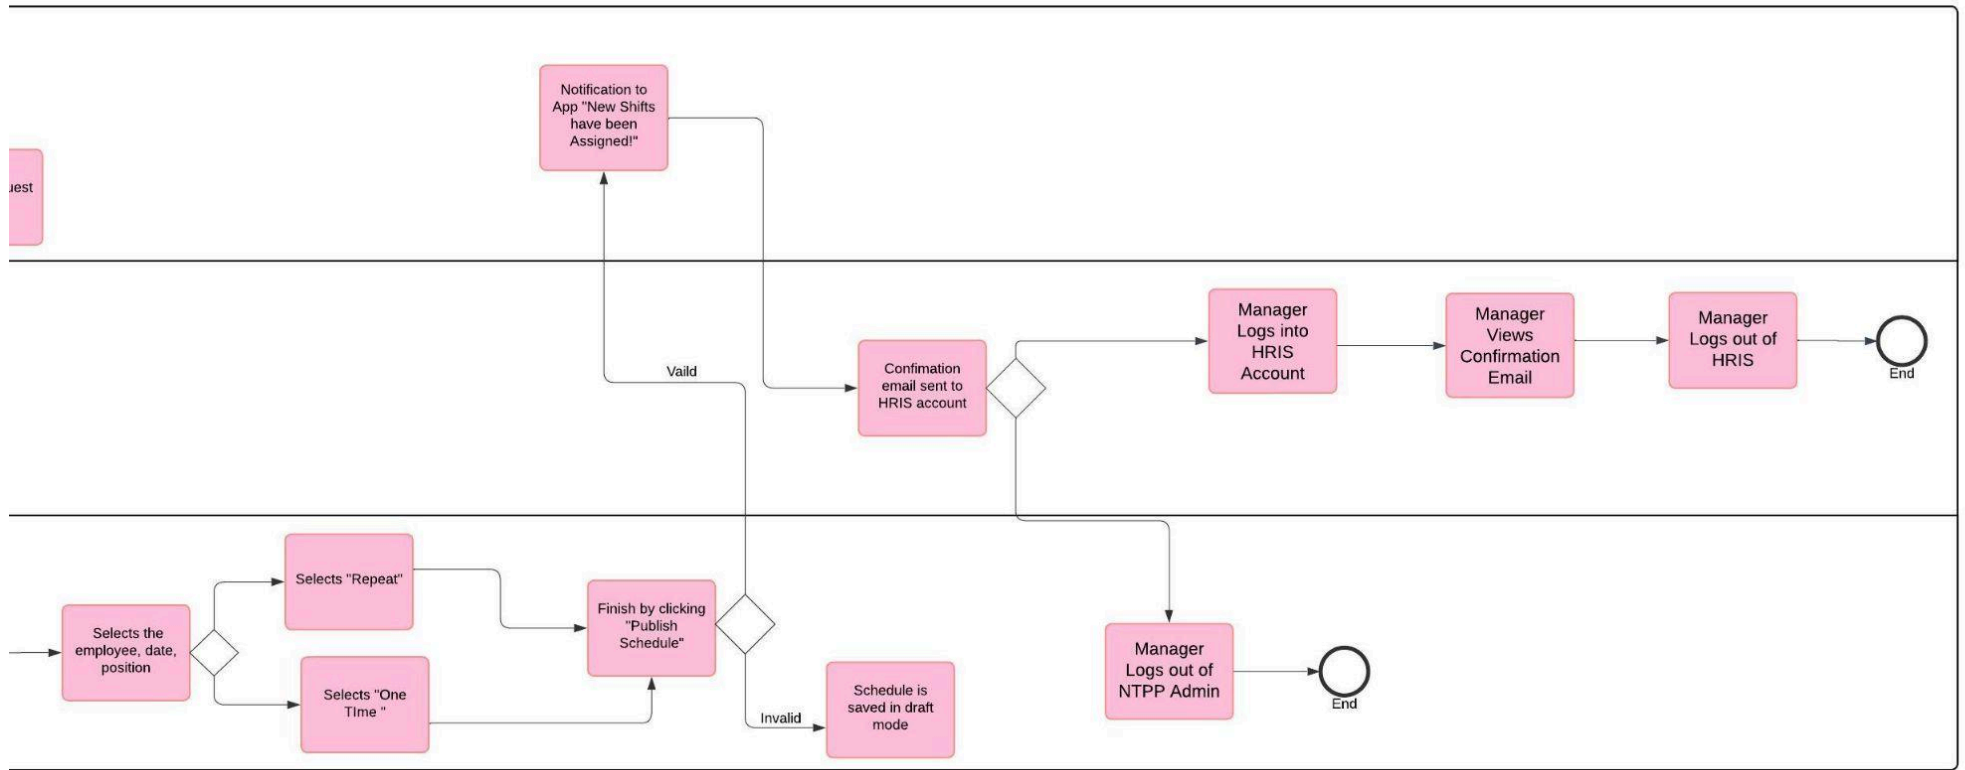 Notification to
App "New Shifts
have been
Assigned!"
uest
Manager
Logs into
HRIS
Account
Manager
Views
Confirmation
Email
Manager
Logs out of
HRIS
End
Vaild
Confimation
email sent to
HRIS account
Selects the
employee, date,
position
Selects "Repeat"
Selects "One
TIme "
Finish by clicking
"Publish
Schedule"
Invalid
Schedule is
saved in draft
mode
Manager
Logs out of
NTPP Admin
End